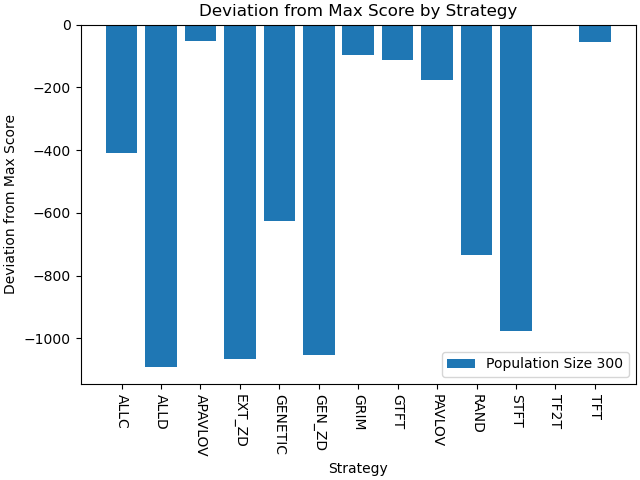 Deviation from Max Score by Strategy
Deviation from Max Score
0
−200
−400
−600
−800
−1000
Population Size 300
ALLC
ALLD
APAVLOV
EXT_ZD
GENETIC
GEN_ZD
GRIM
GTFT
PAVLOV
RAND
STFT
TF2T
TFT
Strategy